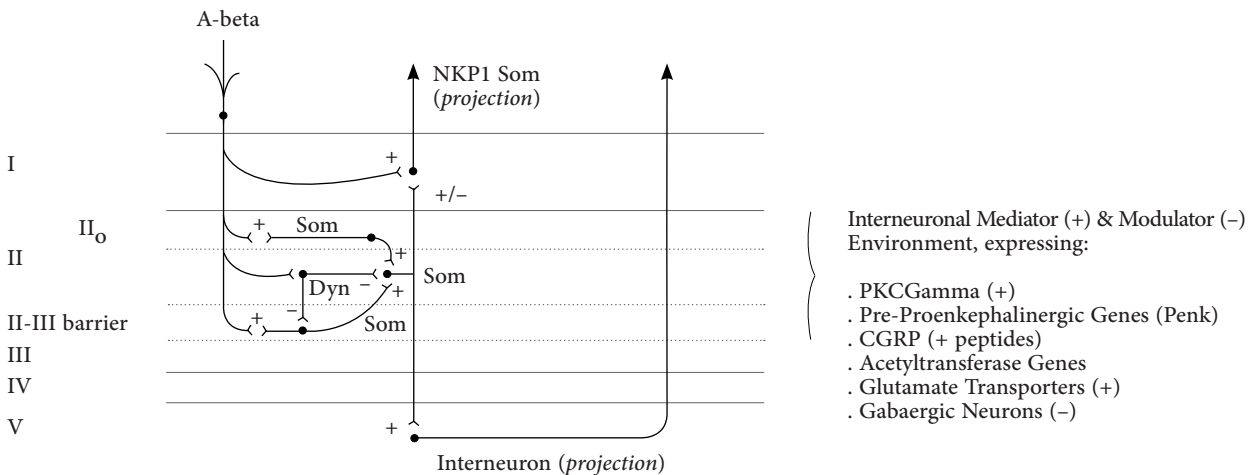 A-beta
NKP1 Som
(projection)
I
+
+/–
II
o
+
Som
+
II
Dyn
–
Som
+
–
II-III barrier
+
Som
III
IV
V
+
Interneuron (projection)
Interneuronal Mediator (+) & Modulator (–)
Environment, expressing:
. PKCGamma (+)
. Pre-Proenkephalinergic Genes (Penk)
. CGRP (+ peptides)
. Acetyltransferase Genes
. Glutamate Transporters (+)
. Gabaergic Neurons (–)